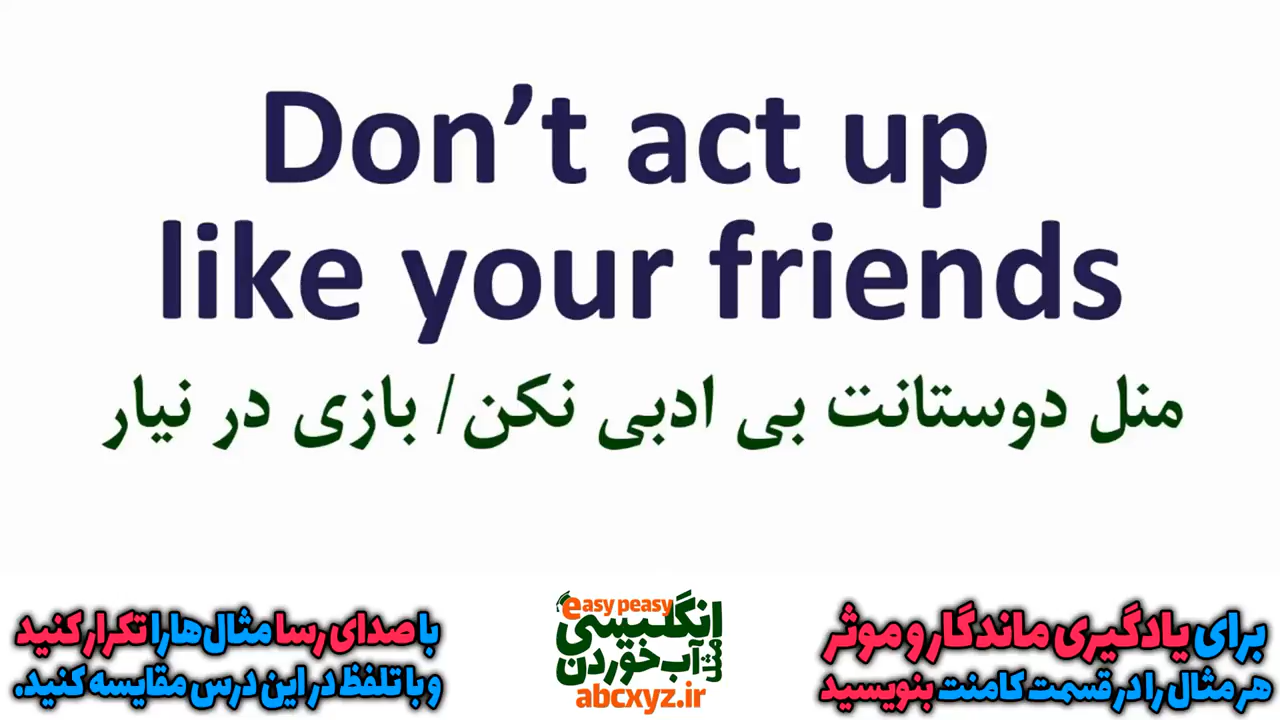 Don’t act up
like your friends
منل دوستانت بی ادبی نکن/ بازی در نیار
برای یادگیری ماندگار و موثر
هر مثال را در قسمت کامنت بنویسید
easy peasy
انگلیسی
مثل آب خوردن
abcxyz.ir
با صدای رسا مثال‌ها را تکرار کنید
و با تلفظ در این درس مقایسه کنید.